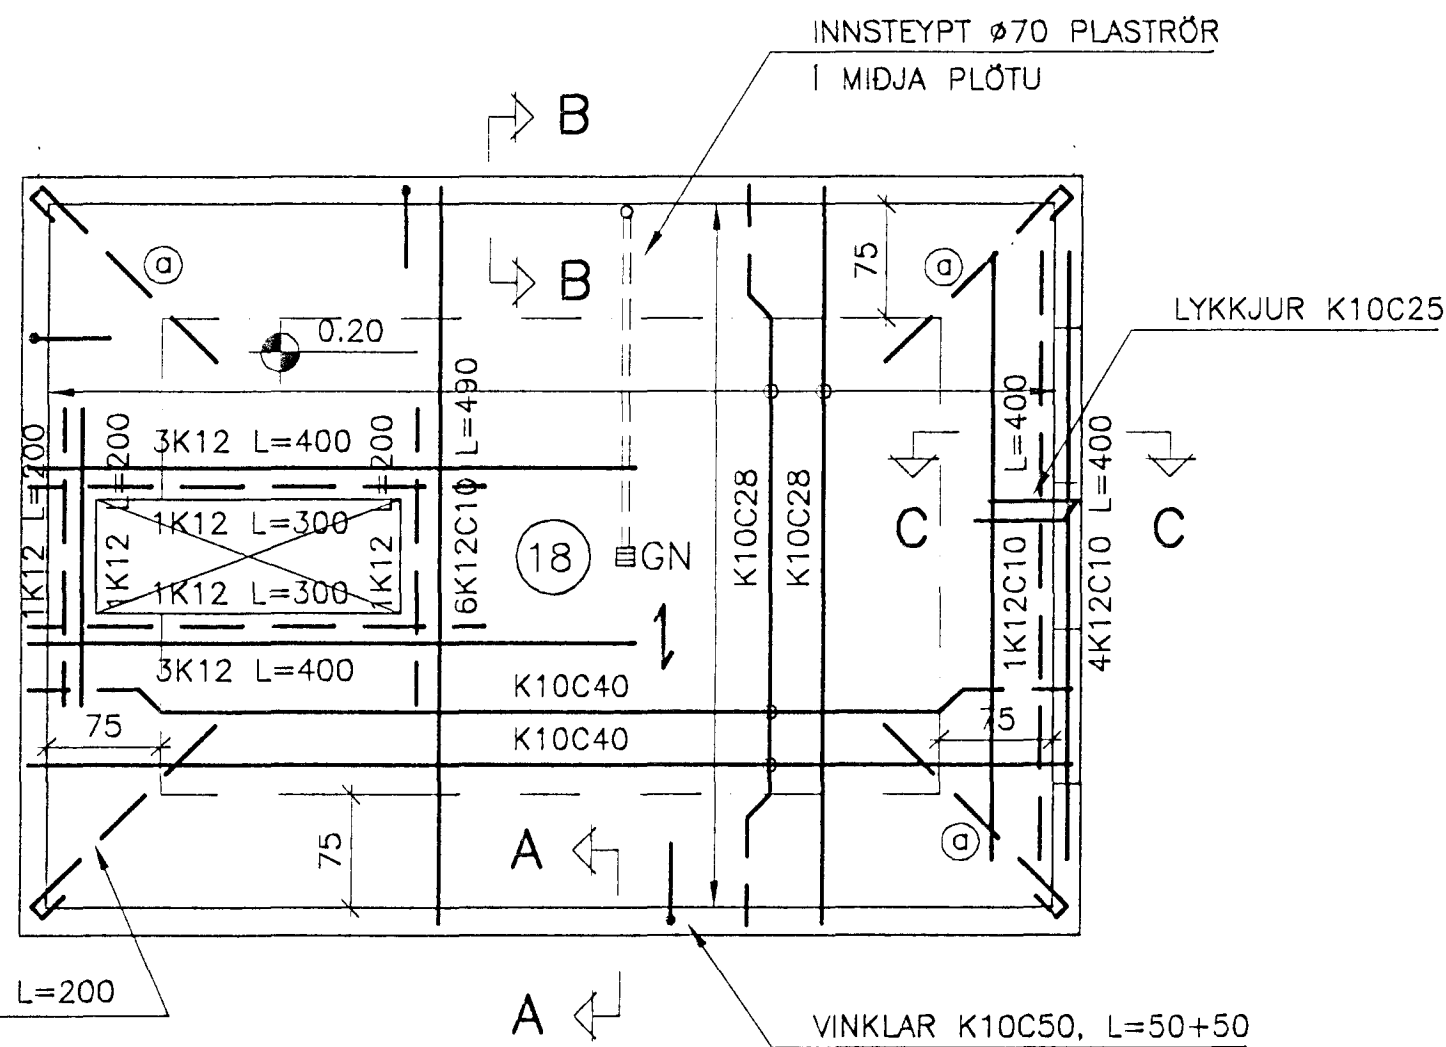 INNSTEYPT ø70 PLASTRÖR
Í MIÐJA PLÖTU
B
B
a
a
75
0.20
LYKKJUR K10C25
1K12 L=200
L=200
1K12
3K12 L=400
1K12 L=300
1K12 L=300
3K12 L=400
L=200
1K12
6K12C10 L=490
18
GN
K10C28
K10C28
C
C
L=400
1K12C10
4K12C10 L=400
K10C40
K10C40
75
75
75
A
A
a
L=200
VINKLAR K10C50, L=50+50